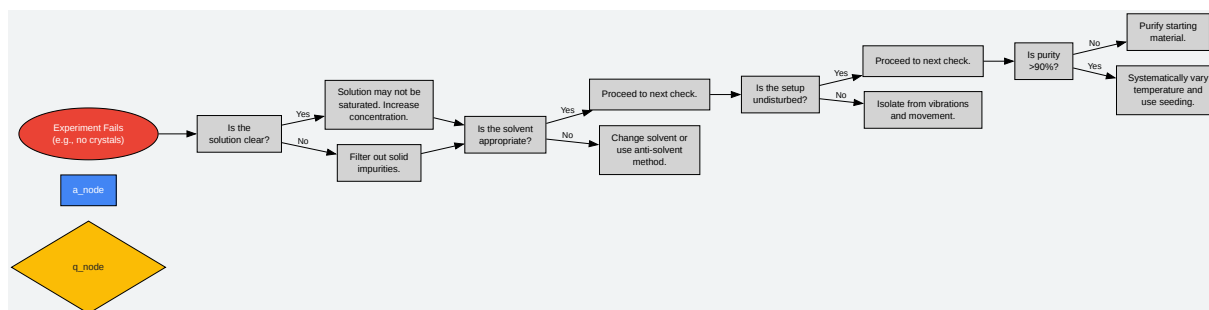 Experiment Fails
(e.g., no crystals)
a_node
q_node
Is the
solution clear?
Yes
No
Solution may not be
saturated. Increase
concentration.
Filter out solid
impurities.
Is the solvent
appropriate?
Yes
No
Proceed to next check.
Change solvent or
use anti-solvent
method.
Is the setup
undisturbed?
Yes
No
Proceed to next check.
Isolate from vibrations
and movement.
Is purity
>90%?
No
Yes
Purify starting
material.
Systematically vary
temperature and
use seeding.